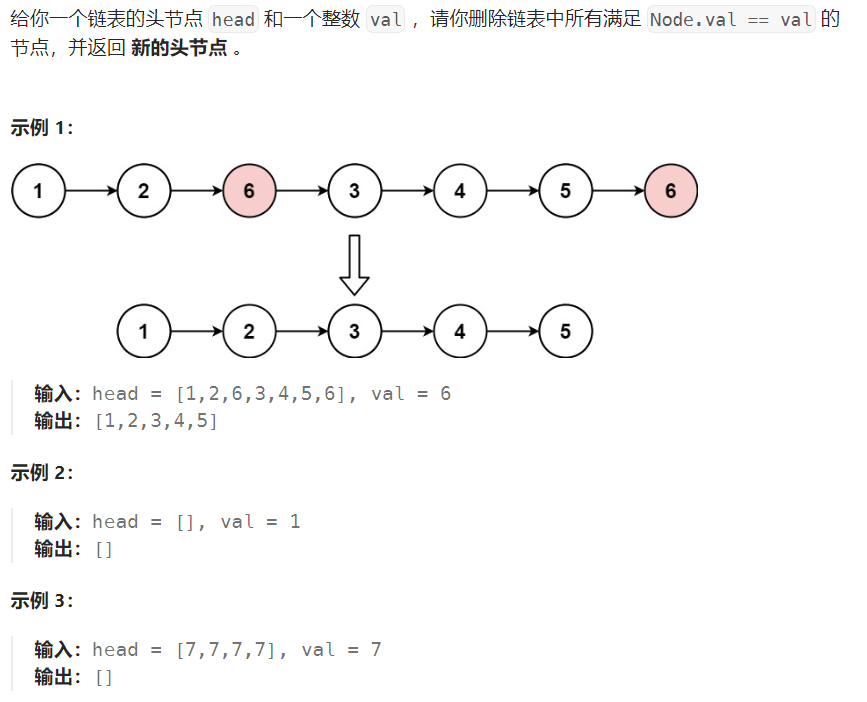 给你一个链表的头节点 head 和一个整数 val ，请你删除链表中所有满足 Node.val == val 的
节点，并返回 新的头节点 。
示例 1：
1 2 6 3 4 5 6
1 2 3 4 5
输入：head = [1,2,6,3,4,5,6], val = 6
输出：[1,2,3,4,5]
示例 2：
输入：head = [], val = 1
输出：[]
示例 3：
输入：head = [7,7,7,7], val = 7
输出：[]